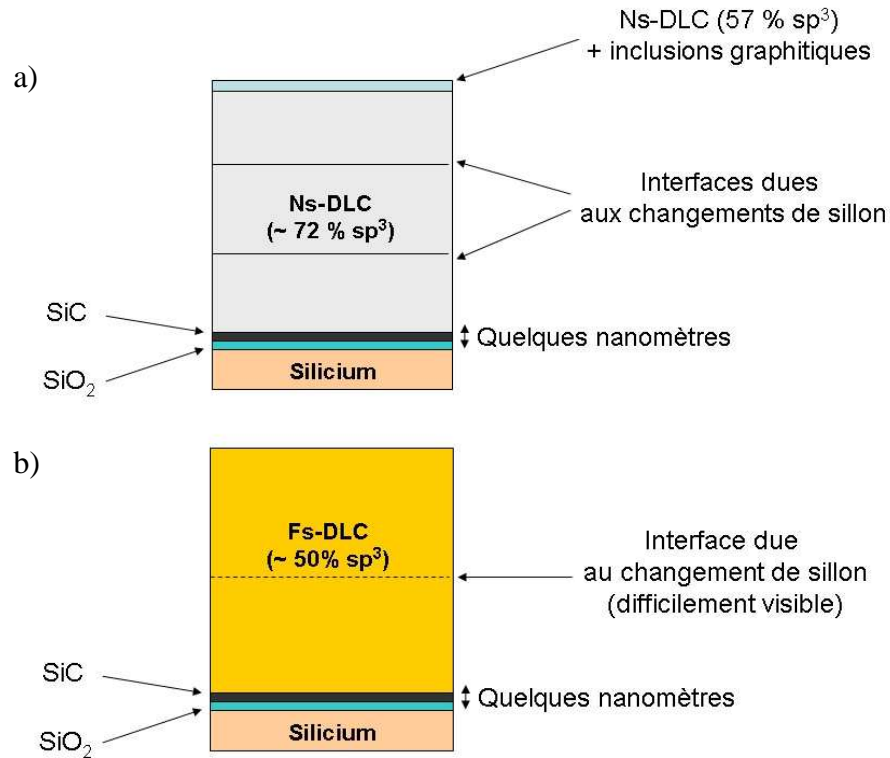 a)
Ns-DLC (57 % sp³)
+ inclusions graphitiques
Interfaces dues
aux changements de sillon
Ns-DLC
(~ 72 % sp³)
SiC
SiO₂
Quelques nanomètres
Silicium
b)
Fs-DLC
(~ 50% sp³)
Interface due
au changement de sillon
(difficilement visible)
SiC
SiO₂
Quelques nanomètres
Silicium